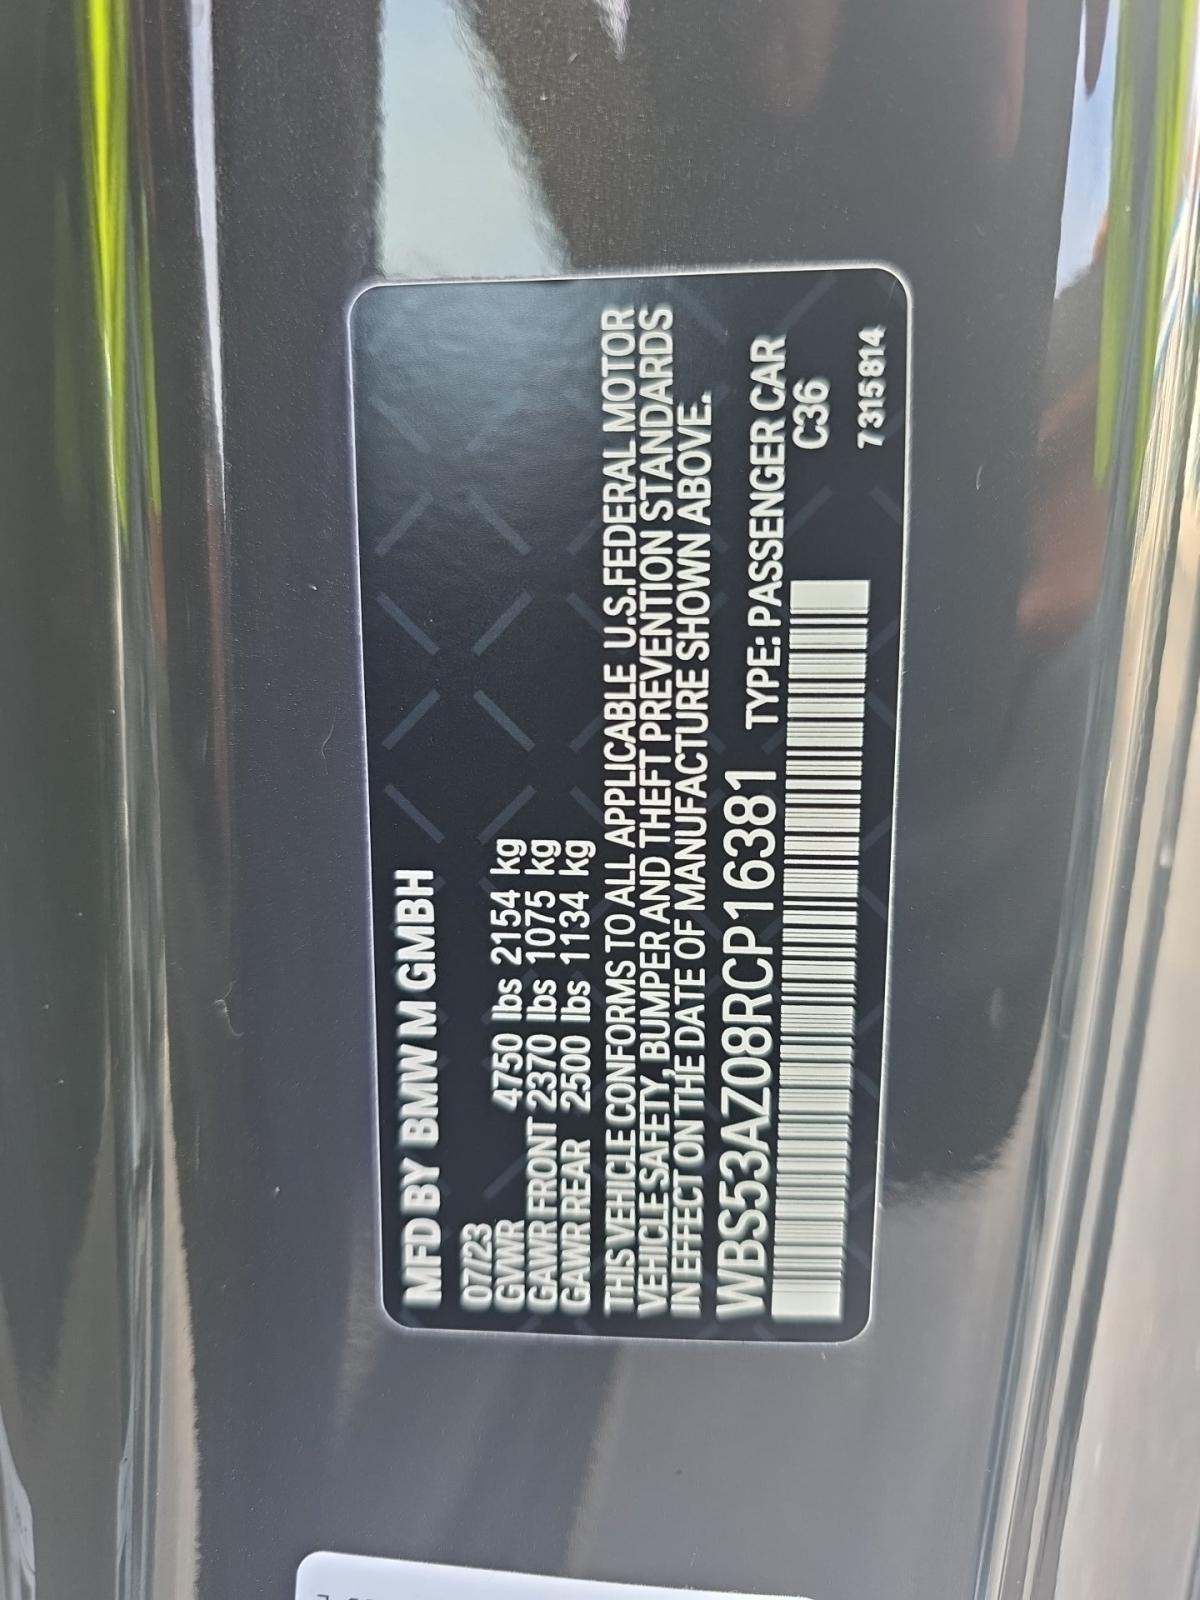 MFD BY BMW M GMBH
07/23
GVWR 4750 lbs 2154 kg
GAWR FRONT 2370 lbs 1075 kg
GAWR REAR 2500 lbs 1134 kg
THIS VEHICLE CONFORMS TO ALL APPLICABLE U.S. FEDERAL MOTOR
VEHICLE SAFETY, BUMPER AND THEFT PREVENTION STANDARDS
IN EFFECT ON THE DATE OF MANUFACTURE SHOWN ABOVE.
WBS53AZ08RCP16381 TYPE: PASSENGER CAR
C36
7315814